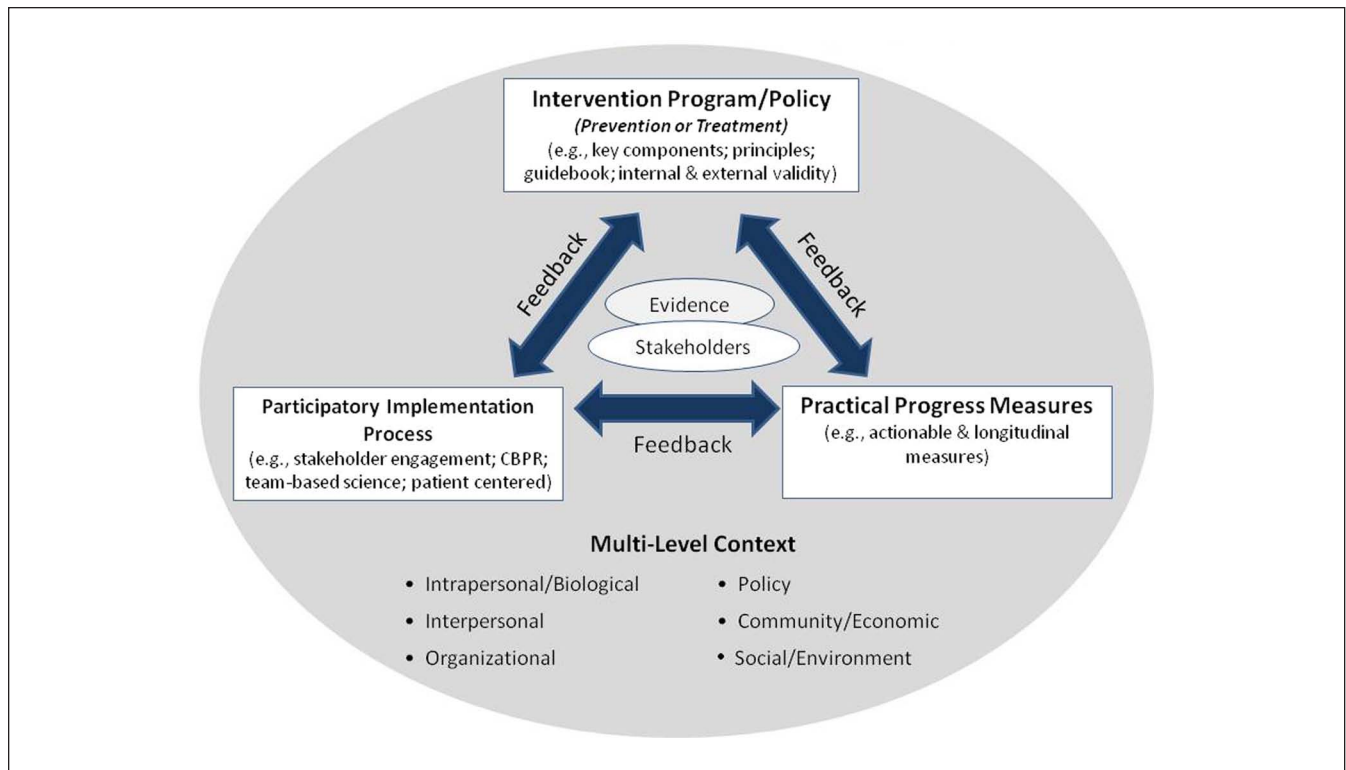 Intervention Program/Policy
(Prevention or Treatment)
(e.g., key components; principles;
guidebook; internal & external validity)
Feedback
Feedback
Evidence
Stakeholders
Participatory Implementation
Process
(e.g., stakeholder engagement; CBPR;
team-based science; patient centered)
Feedback
Practical Progress Measures
(e.g., actionable & longitudinal
measures)
Multi-Level Context
• Intrapersonal/Biological
• Interpersonal
• Organizational
• Policy
• Community/Economic
• Social/Environment